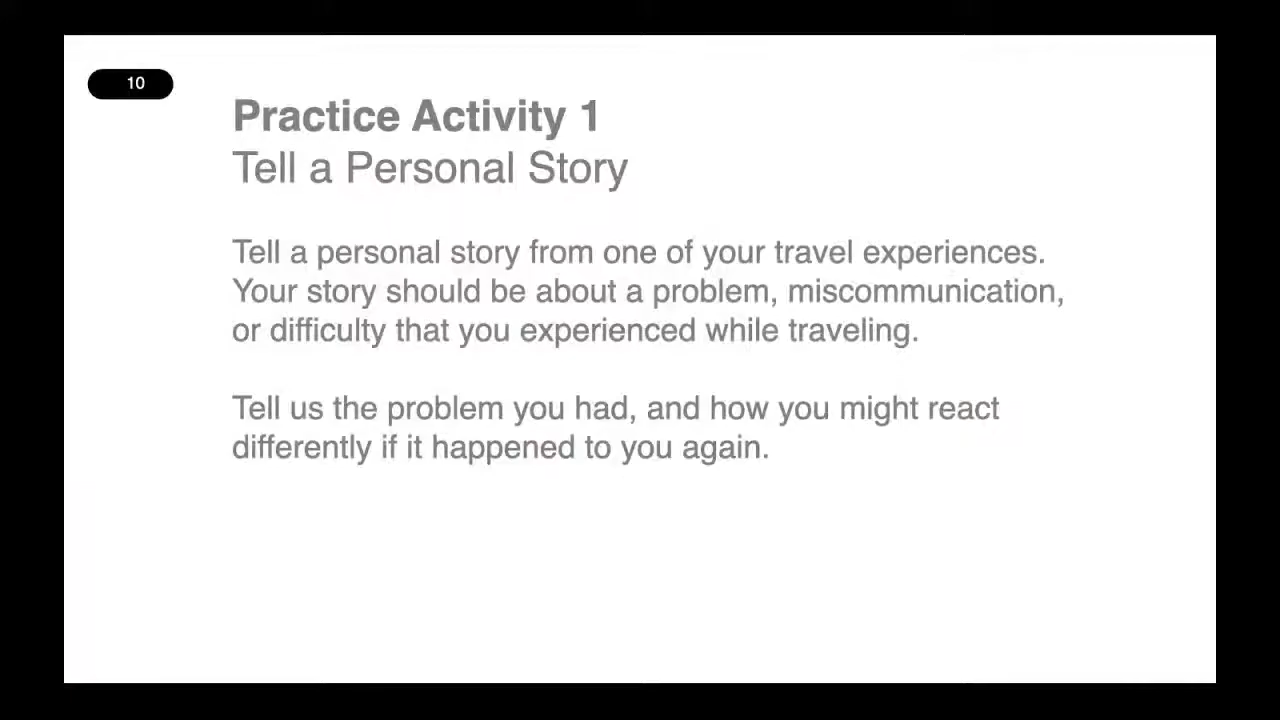 10
Practice Activity 1
Tell a Personal Story
Tell a personal story from one of your travel experiences.
Your story should be about a problem, miscommunication,
or difficulty that you experienced while traveling.
Tell us the problem you had, and how you might react
differently if it happened to you again.